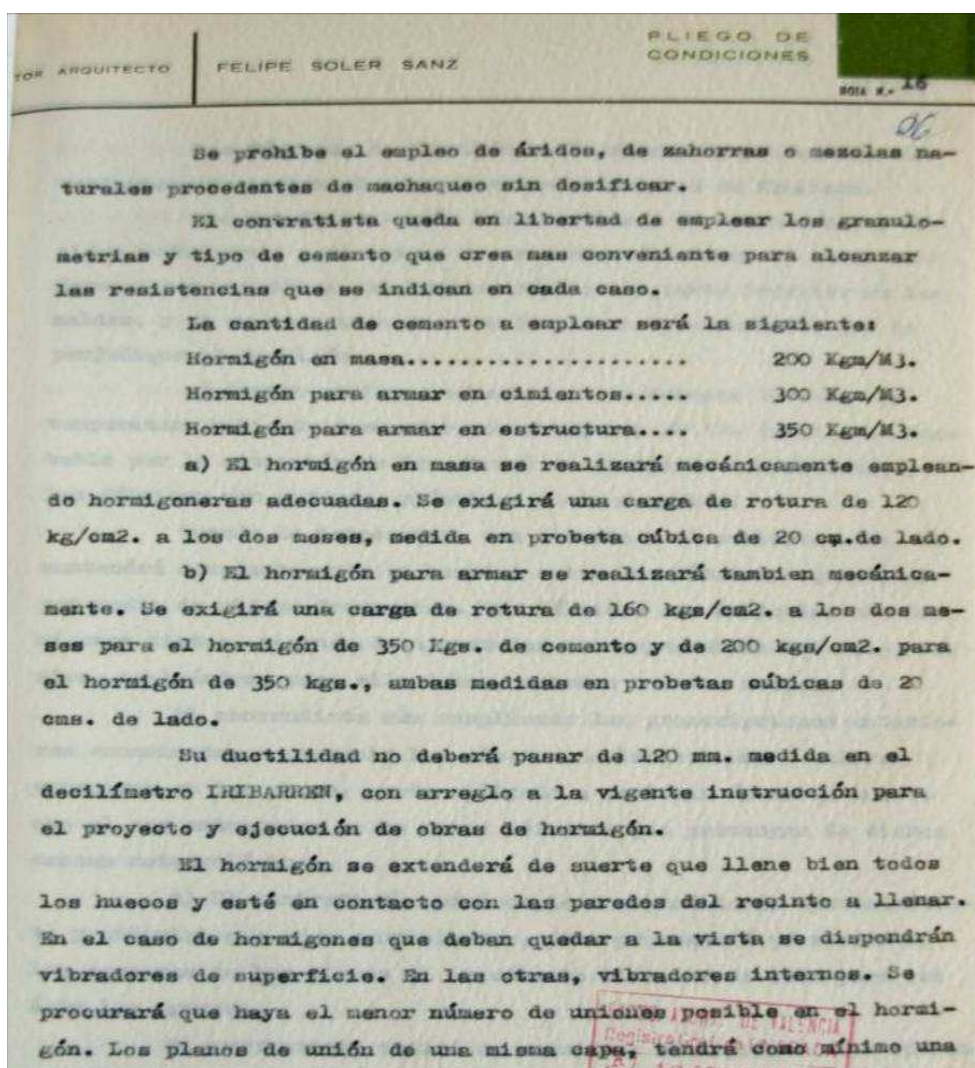 PLIEGO DE
CONDICIONES
TOR ARQUITECTO
FELIPE SOLER SANZ
HOJA N.º 16
96
Se prohibe el empleo de áridos, de zahorras o mezclas na-
turales procedentes de machaqueo sin dosificar.
El contratista queda en libertad de emplear los granulo-
metrias y tipo de cemento que crea mas conveniente para alcanzar
las resistencias que se indican en cada caso.
La cantidad de cemento a emplear será la siguiente:
Hormigón en masa...................... 200 Kgm/M3.
Hormigón para armar en cimientos..... 300 Kgm/M3.
Hormigón para armar en estructura.... 350 Kgm/M3.
a) El hormigón en masa se realizará mecánicamente emplean-
do hormigoneras adecuadas. Se exigirá una carga de rotura de 120
kg/cm2. a los dos meses, medida en probeta cúbica de 20 cm.de lado.
b) El hormigón para armar se realizará tambien mecánica-
mente. Se exigirá una carga de rotura de 160 kgs/cm2. a los dos me-
ses para el hormigón de 350 Kgs. de cemento y de 200 kgs/cm2. para
el hormigón de 350 kgs., ambas medidas en probetas cúbicas de 20
cms. de lado.
Su ductilidad no deberá pasar de 120 mm. medida en el
decilímetro IRIBARREN, con arreglo a la vigente instrucción para
el proyecto y ejecución de obras de hormigón.
El hormigón se extenderá de suerte que llene bien todos
los huecos y esté en contacto con las paredes del recinto a llenar.
En el caso de hormigones que deban quedar a la vista se dispondrán
vibradores de superficie. En las otras, vibradores internos. Se
procurará que haya el menor número de uniones posible en el hormi-
gón. Los planos de unión de una misma capa, tendrá como mínimo una
DE VALENCIA